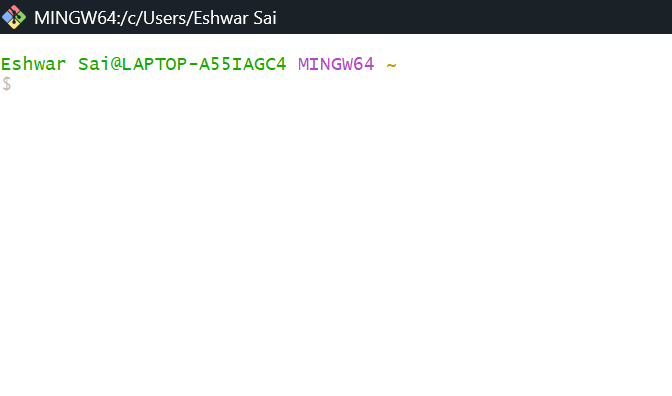 MINGW64:/c/Users/Eshwar Sai
Eshwar Sai@LAPTOP-A55IAGC4 MINGW64 ~
$